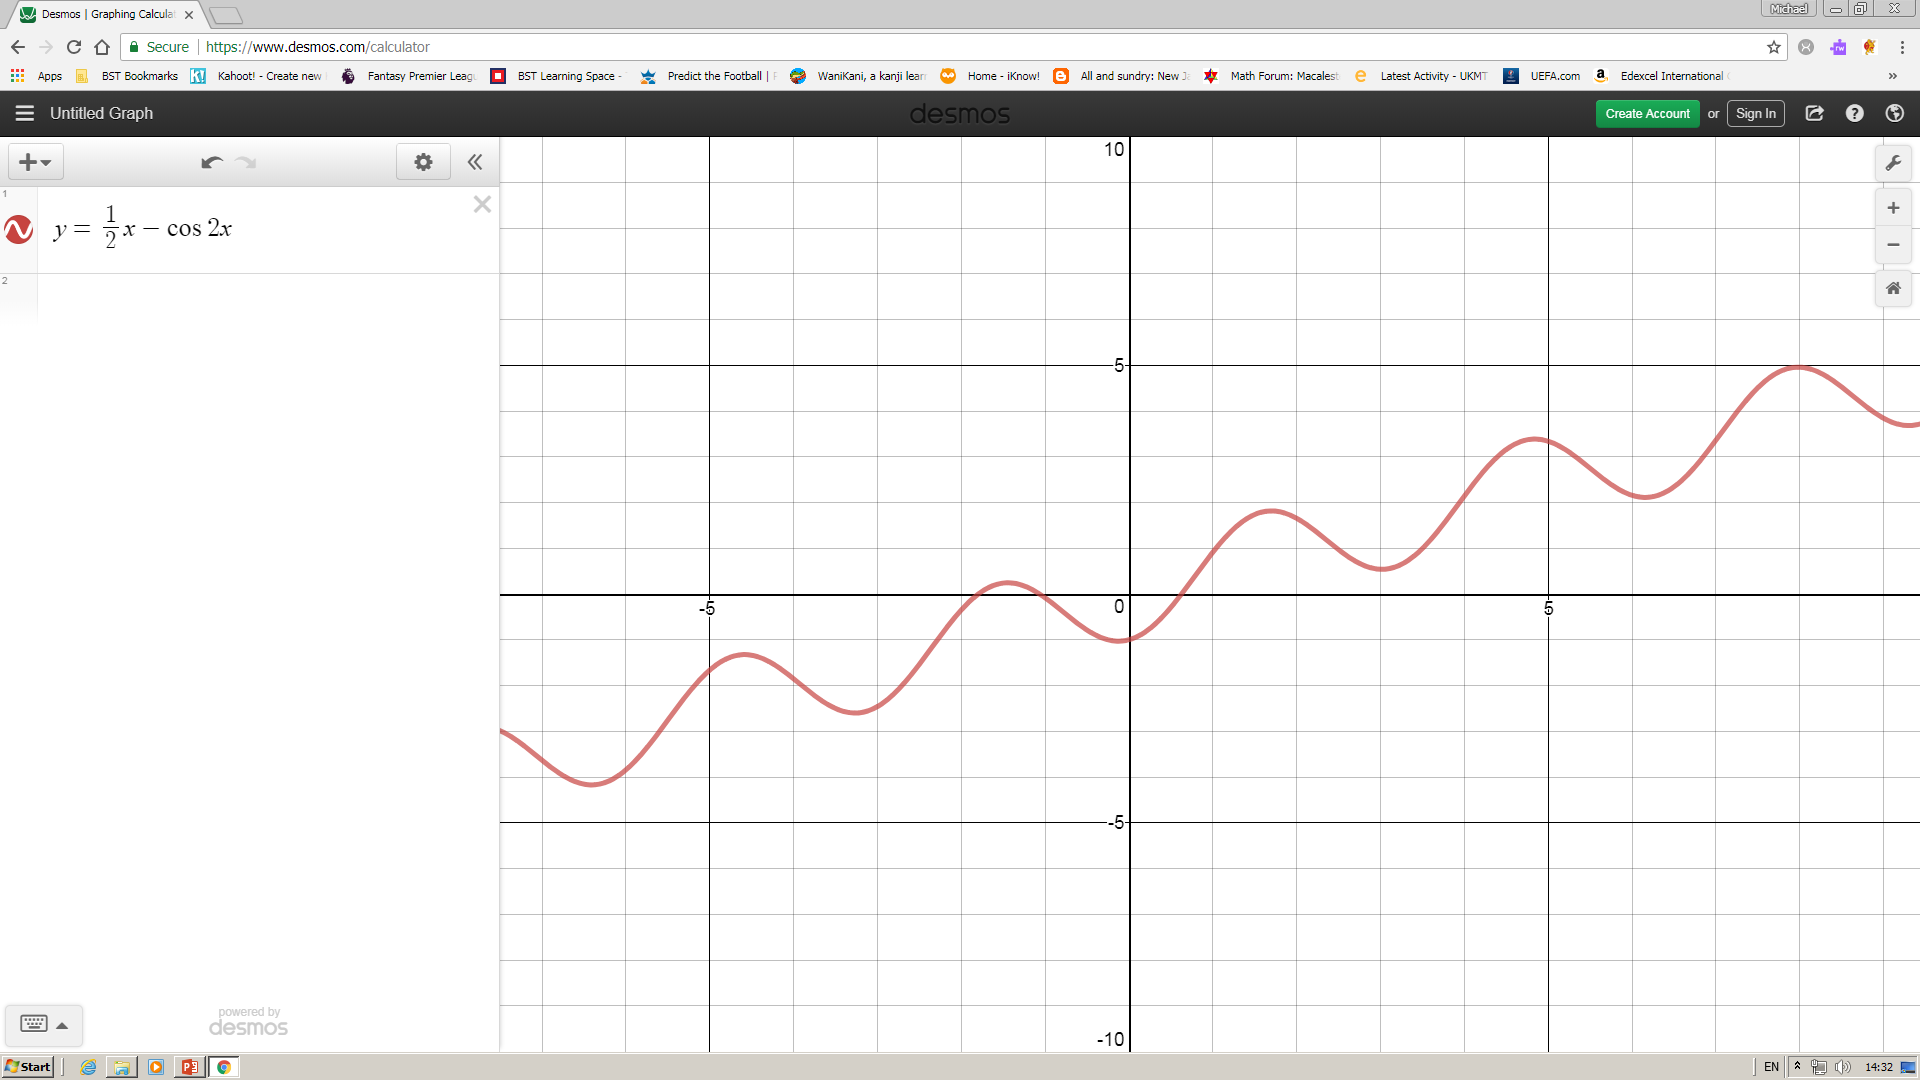 Desmos | Graphing Calcula
Michael
Secure https://www.desmos.com/calculator
Apps BST Bookmarks Kahoot! - Create new Fantasy Premier Leag BST Learning Space - Predict the Football | WaniKani, a kanji lear Home - iKnow! All and sundry: New J Math Forum: Macalest Latest Activity - UKMT UEFA.com Edexcel International »
Untitled Graph desmos Create Account or Sign In
1
y = 1/2 x − cos 2x
2
10
5
-5 0 5
-5
-10
powered by
desmos
Start EN 14:32